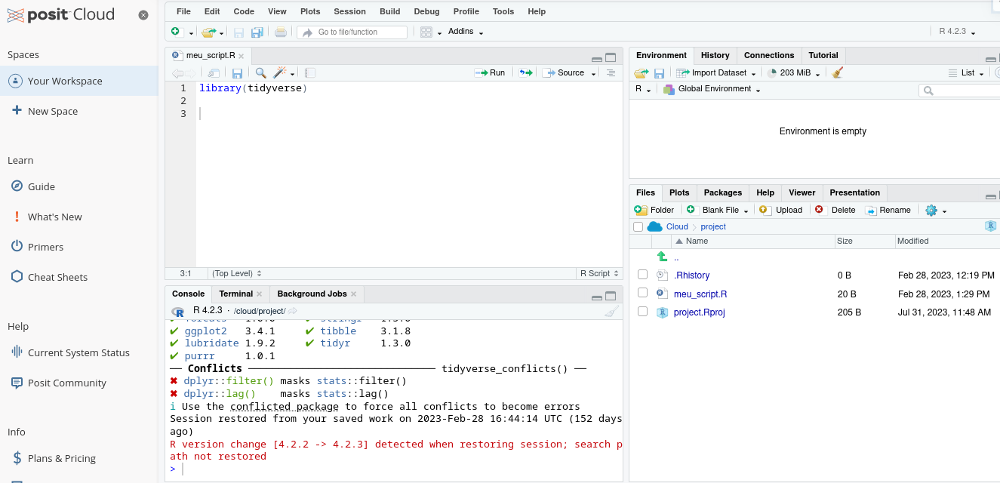 posit Cloud
Spaces
Your Workspace
New Space
Learn
Guide
What's New
Primers
Cheat Sheets
Help
Current System Status
Posit Community
Info
Plans & Pricing
File Edit Code View Plots Session Build Debug Profile Tools Help
Go to file/function Addins R 4.2.3
meu_script.R
Run Source
1 library(tidyverse)
2
3
3:1 (Top Level) R Script
Console Terminal Background Jobs
R 4.2.3 · /cloud/project/
✔ ggplot2 3.4.1 ✔ tibble 3.1.8
✔ lubridate 1.9.2 ✔ tidyr 1.3.0
✔ purrr 1.0.1
── Conflicts ────────────────── tidyverse_conflicts() ──
✖ dplyr::filter() masks stats::filter()
✖ dplyr::lag() masks stats::lag()
i Use the conflicted package to force all conflicts to become errors
Session restored from your saved work on 2023-Feb-28 16:44:14 UTC (152 days
ago)
R version change [4.2.2 -> 4.2.3] detected when restoring session; search p
ath not restored
>
Environment History Connections Tutorial
Import Dataset 203 MiB List
R Global Environment
Environment is empty
Files Plots Packages Help Viewer Presentation
Folder Blank File Upload Delete Rename
Cloud project
Name Size Modified
..
.Rhistory 0 B Feb 28, 2023, 12:19 PM
meu_script.R 20 B Feb 28, 2023, 1:29 PM
project.Rproj 205 B Jul 31, 2023, 11:48 AM